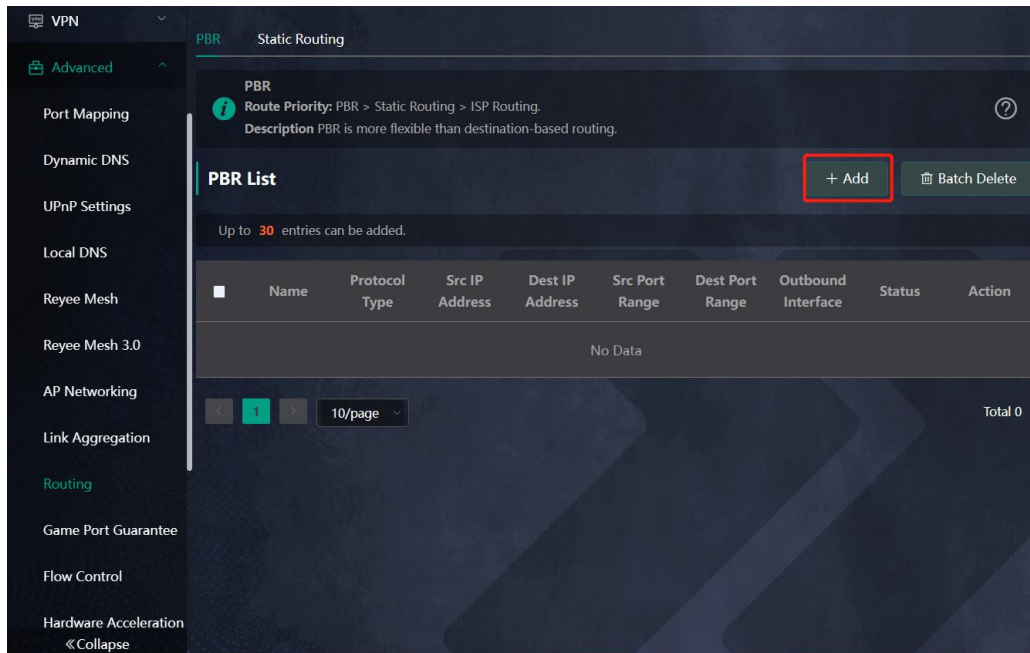 VPN
Advanced
Port Mapping
Dynamic DNS
UPnP Settings
Local DNS
Reyee Mesh
Reyee Mesh 3.0
AP Networking
Link Aggregation
Routing
Game Port Guarantee
Flow Control
Hardware Acceleration
«Collapse
PBR Static Routing
PBR
Route Priority: PBR > Static Routing > ISP Routing.
Description PBR is more flexible than destination-based routing.
PBR List
+ Add
Batch Delete
Up to 30 entries can be added.
Name Protocol Type Src IP Address Dest IP Address Src Port Range Dest Port Range Outbound Interface Status Action
No Data
< 1 > 10/page
Total 0